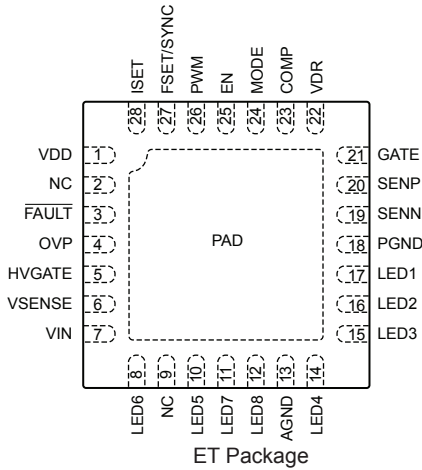 ISET
FSET/SYNC
PWM
EN
MODE
COMP
VDR
28
27
26
25
24
23
22
VDD 1
NC 2
FAULT 3
OVP 4
HVGATE 5
VSENSE 6
VIN 7
PAD
21 GATE
20 SENP
19 SENN
18 PGND
17 LED1
16 LED2
15 LED3
8
9
10
11
12
13
14
LED6
NC
LED5
LED7
LED8
AGND
LED4
ET Package